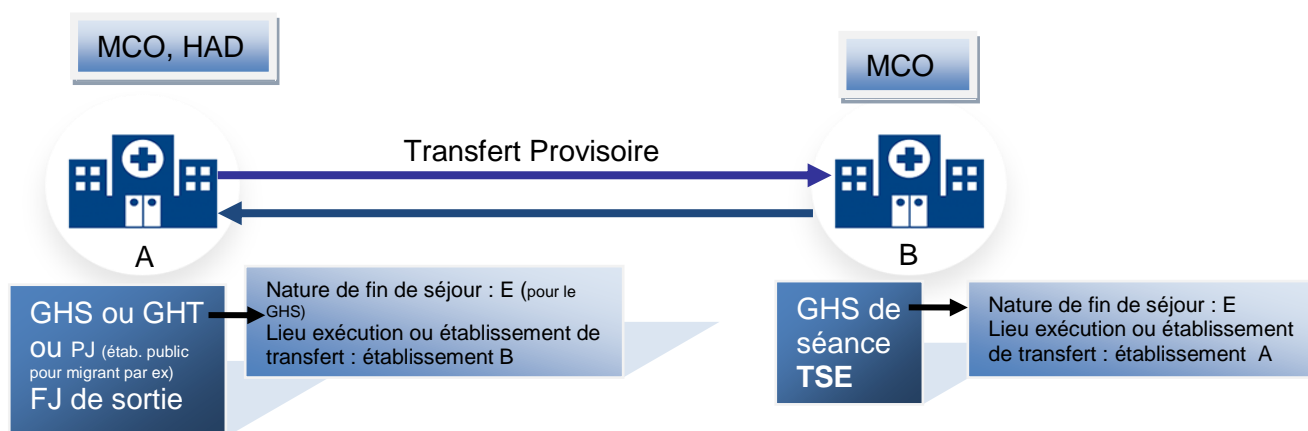 MCO, HAD
MCO
Transfert Provisoire
A
B
GHS ou GHT
ou PJ (étab. public
pour migrant par ex)
FJ de sortie
Nature de fin de séjour : E (pour le
GHS)
Lieu exécution ou établissement de
transfert : établissement B
GHS de
séance
TSE
Nature de fin de séjour : E
Lieu exécution ou établissement
de transfert : établissement A